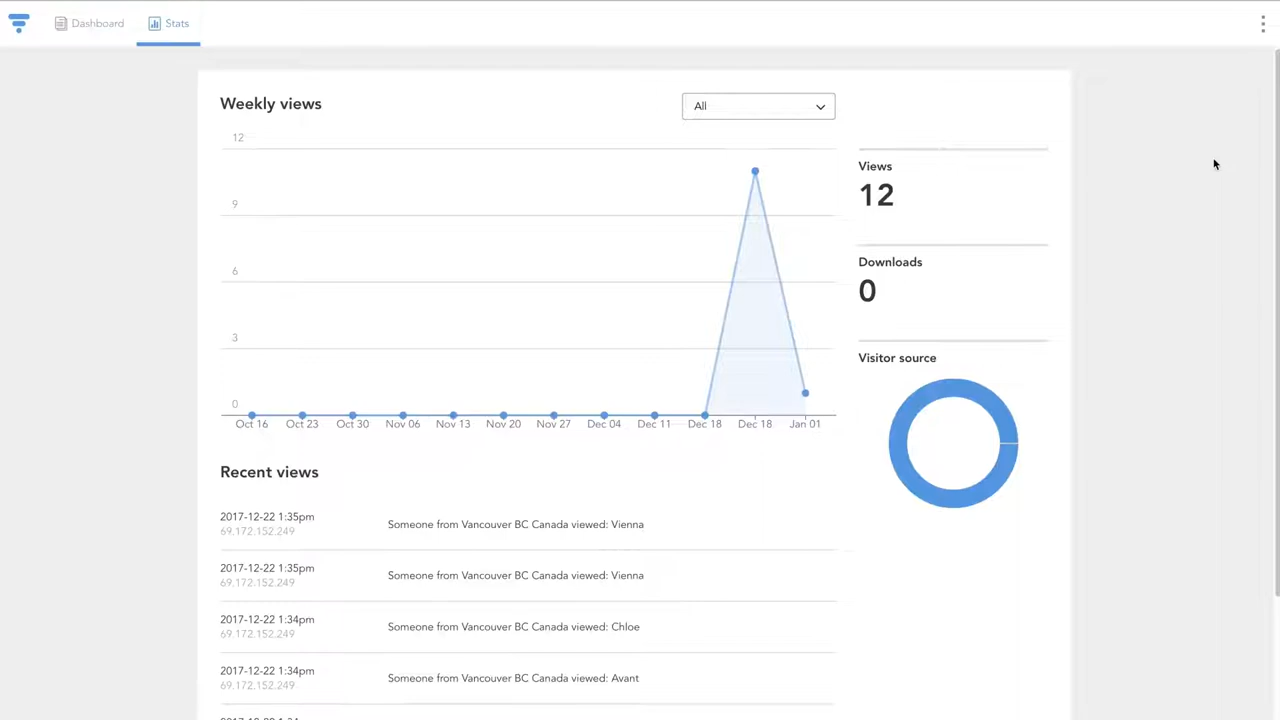 Dashboard
Stats
Weekly views
All
12
9
6
3
0
Oct 16 Oct 23 Oct 30 Nov 06 Nov 13 Nov 20 Nov 27 Dec 04 Dec 11 Dec 18 Dec 18 Jan 01
Views
12
Downloads
0
Visitor source
Recent views
2017-12-22 1:35pm
69.172.152.249
Someone from Vancouver BC Canada viewed: Vienna
2017-12-22 1:35pm
69.172.152.249
Someone from Vancouver BC Canada viewed: Vienna
2017-12-22 1:34pm
69.172.152.249
Someone from Vancouver BC Canada viewed: Chloe
2017-12-22 1:34pm
69.172.152.249
Someone from Vancouver BC Canada viewed: Avant